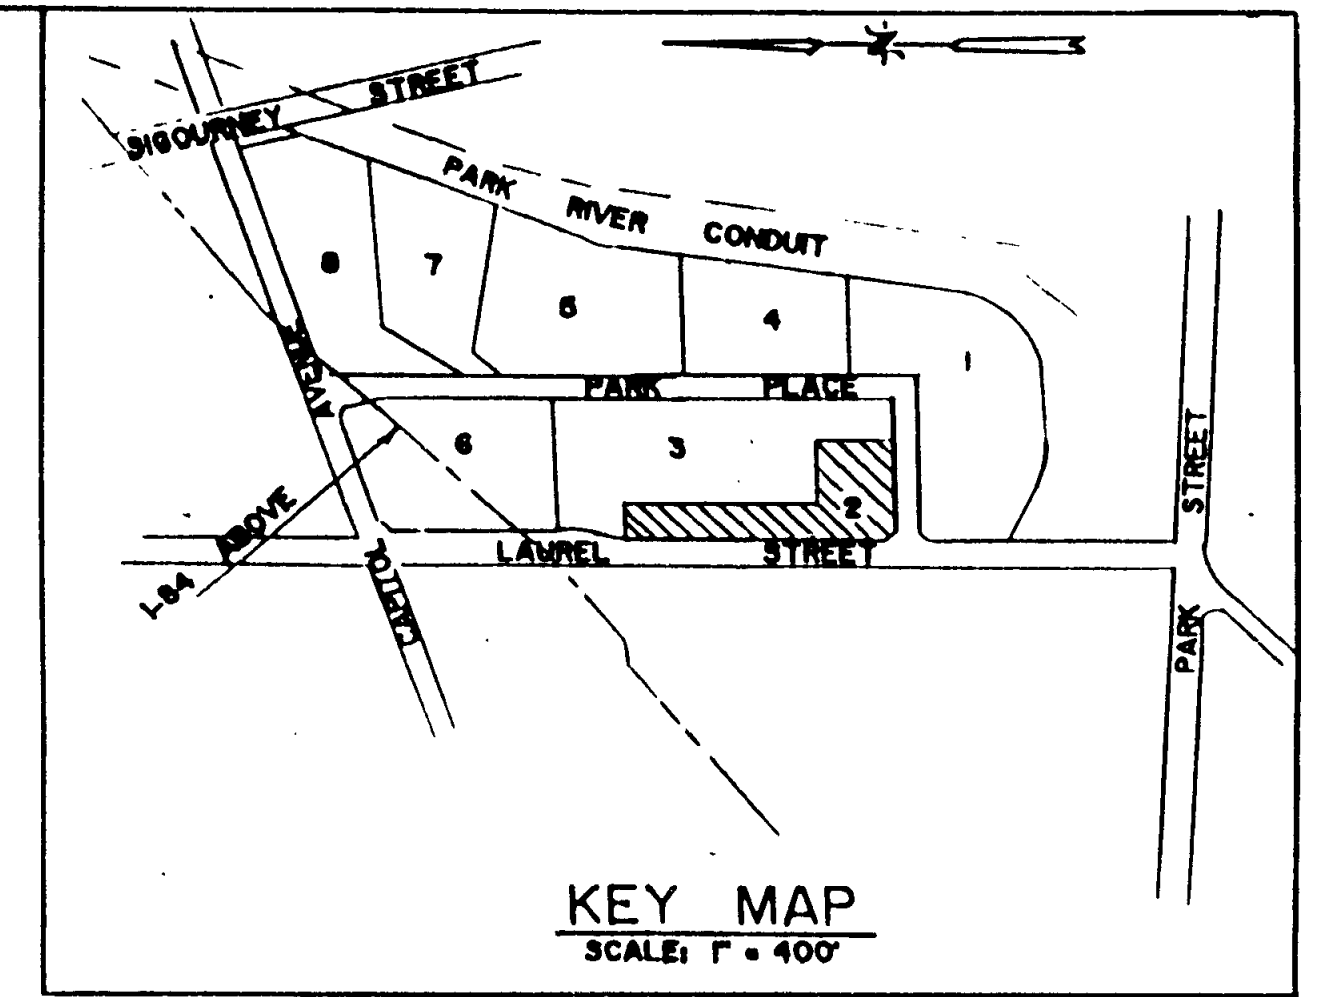 N
SIGOURNEY STREET
PARK RIVER CONDUIT
8
7
5
4
1
AVENUE
PARK PLACE
6
3
2
STREET
I-84 ABOVE
LAUREL STREET
CAPITOL
PARK
KEY MAP
SCALE: 1" = 400'